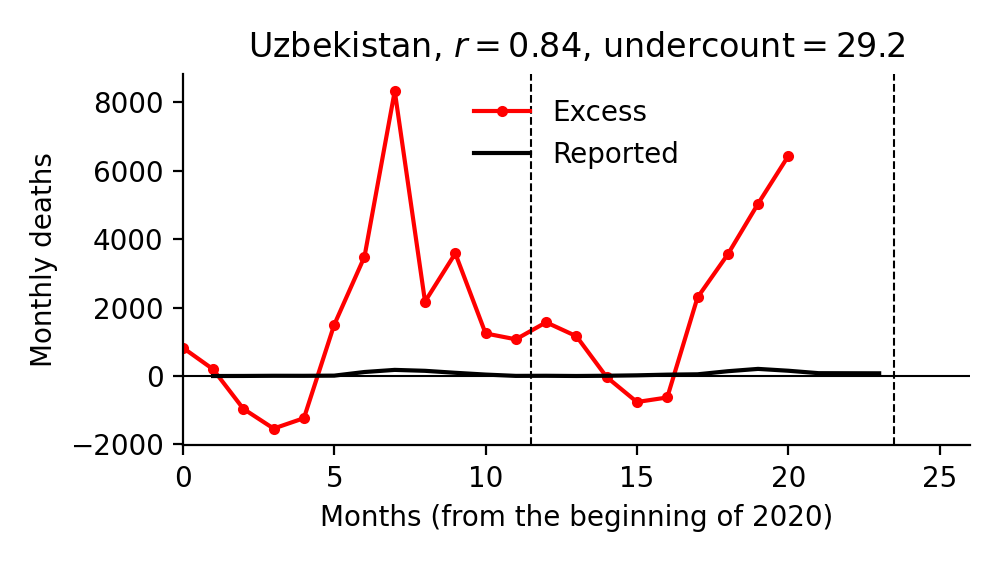 Uzbekistan, r = 0.84, undercount = 29.2
Monthly deaths
8000
6000
4000
2000
0
−2000
Excess
Reported
0 5 10 15 20 25
Months (from the beginning of 2020)